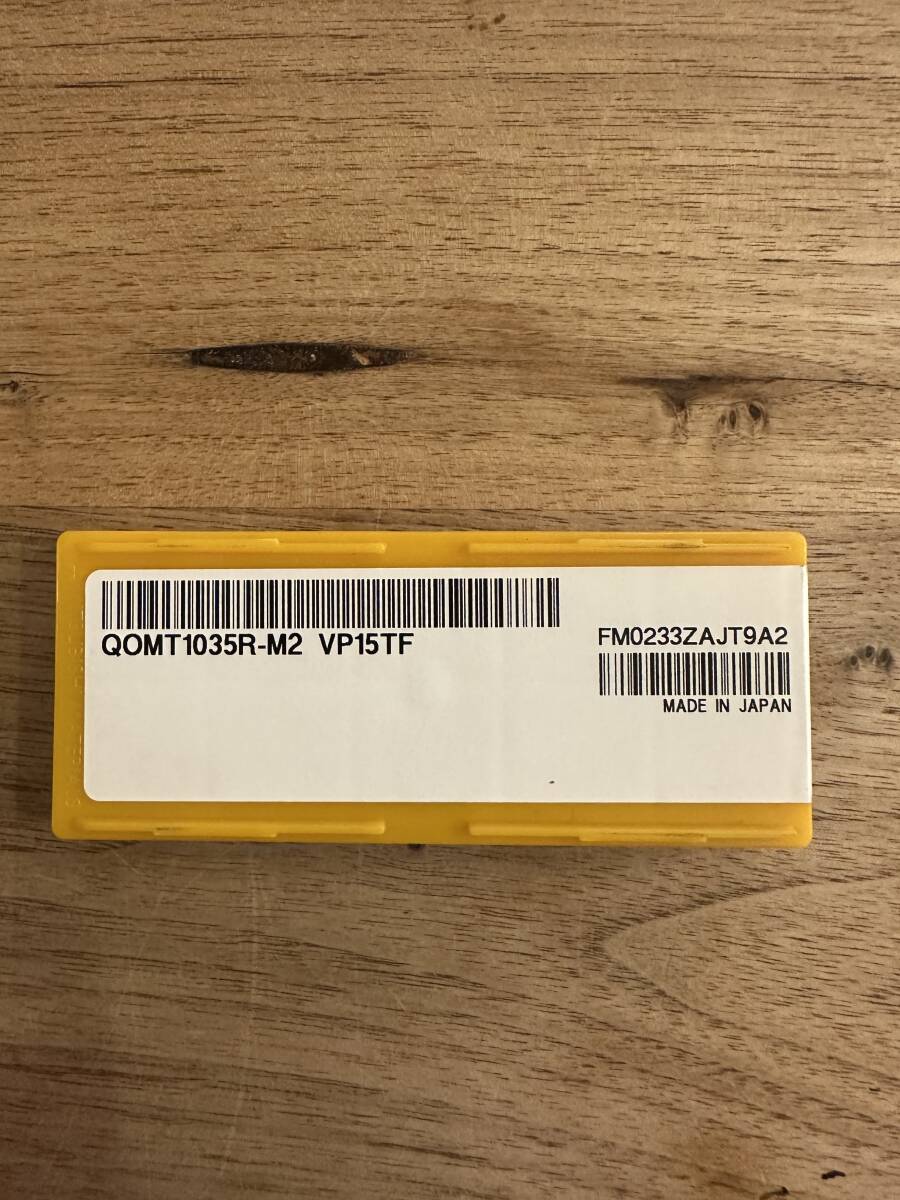 QOMT1035R-M2 VP15TF
FM0233ZAJT9A2
MADE IN JAPAN